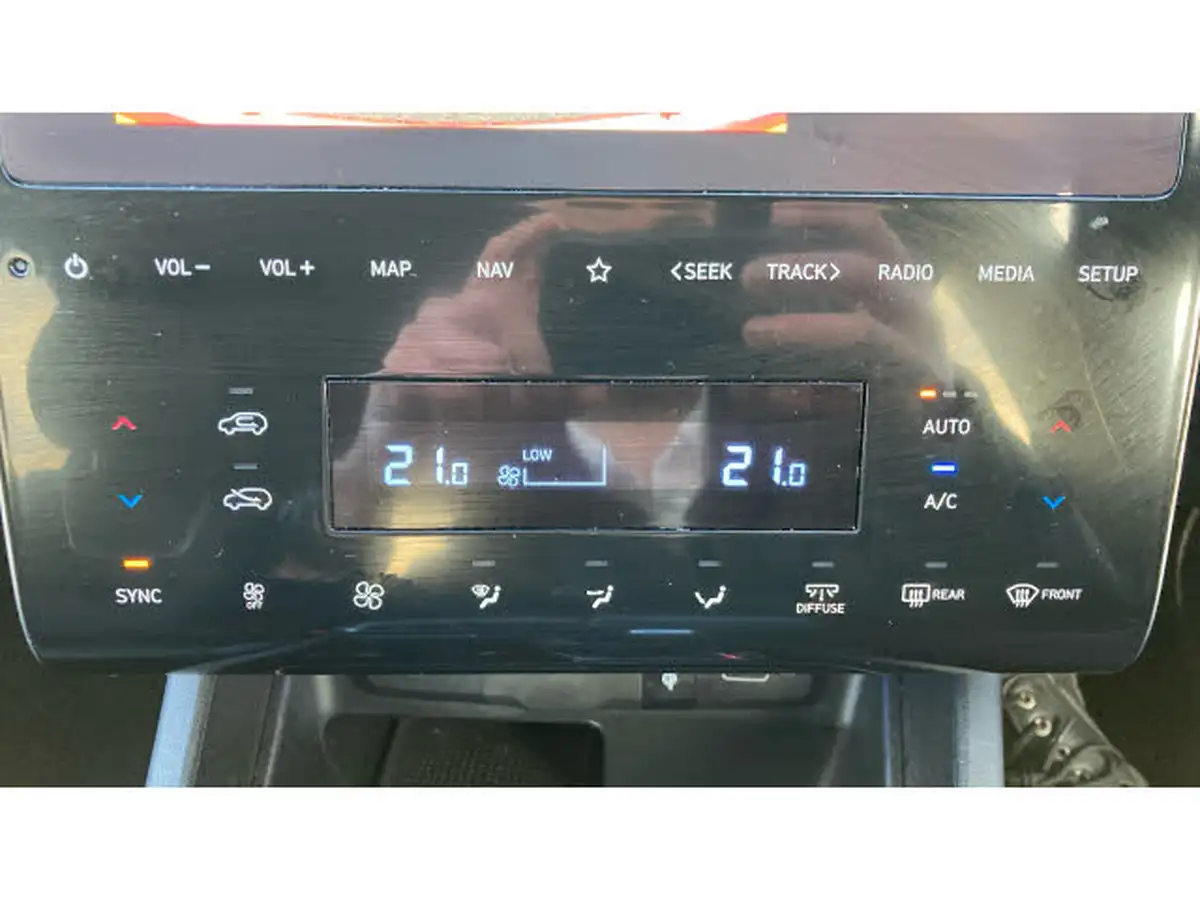 VOL− VOL+ MAP NAV <SEEK TRACK> RADIO MEDIA SETUP
AUTO
LOW
21.0 21.0
A/C
SYNC OFF DIFFUSE REAR FRONT